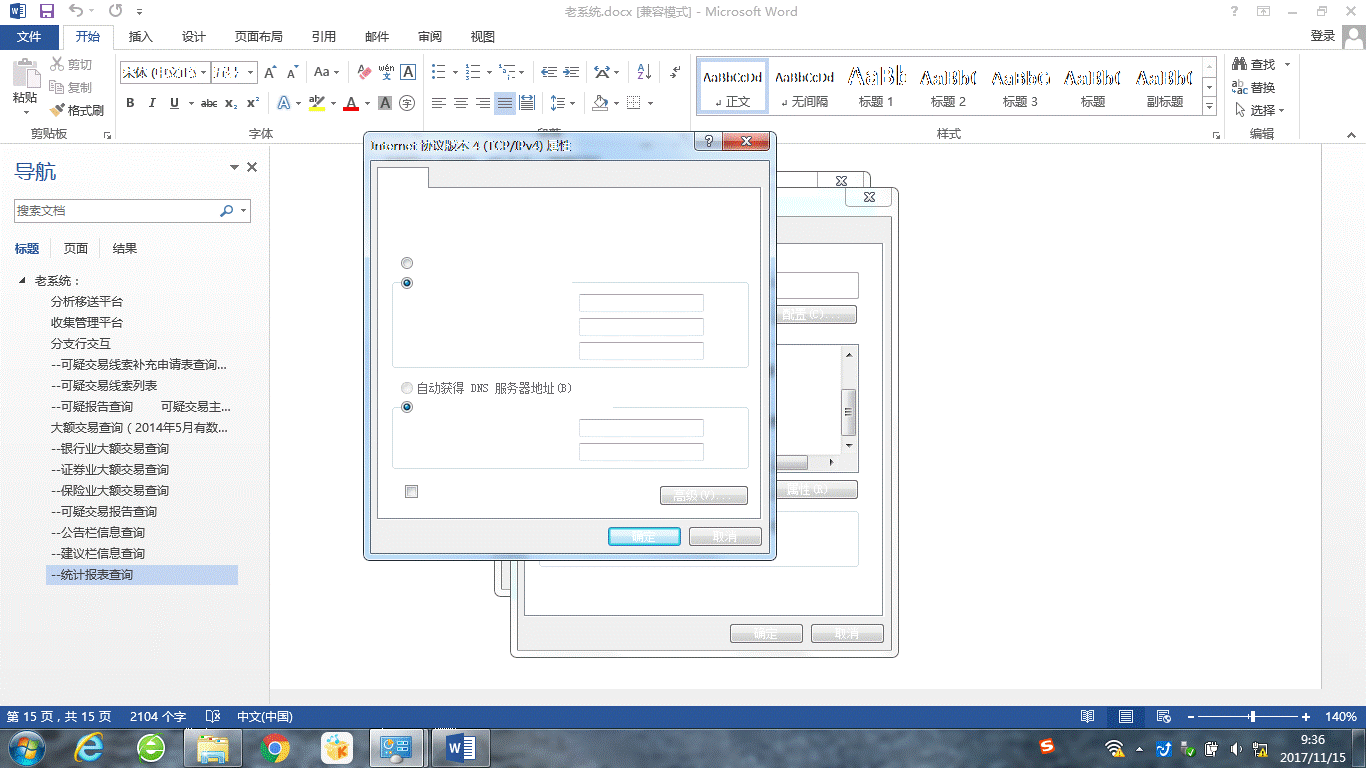 老系统.docx [兼容模式] - Microsoft Word
文件 开始 插入 设计 页面布局 引用 邮件 审阅 视图 登录
剪切
复制
格式刷
粘贴
剪贴板
字体
AaBbCcDd AaBbCcDd AaBb AaBbC AaBbC AaBbC AaBbC
正文 无间隔 标题 1 标题 2 标题 3 标题 副标题
样式
查找
替换
选择
编辑
导航
搜索文档
标题 页面 结果
老系统：
分析移送平台
收集管理平台
分支行交互
--可疑交易线索补充申请表查询...
--可疑交易线索列表
--可疑报告查询 可疑交易主...
大额交易查询（2014年5月有数...
--银行业大额交易查询
--证券业大额交易查询
--保险业大额交易查询
--可疑交易报告查询
--公告栏信息查询
--建议栏信息查询
--统计报表查询
Internet 协议版本 4 (TCP/IPv4) 属性
自动获得 DNS 服务器地址(B)
高级(V)...
确定 取消
配置(C)...
属性(R)
确定 取消
第 15 页，共 15 页 2104 个字 中文(中国) 140%
9:36
2017/11/15